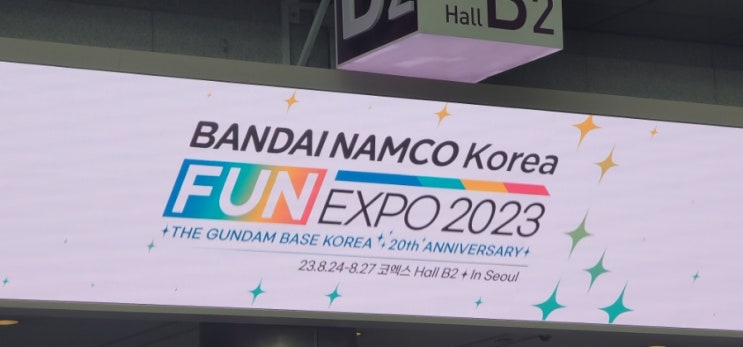 D2
Hall B2
BANDAI NAMCO Korea
FUN EXPO 2023
THE GUNDAM BASE KOREA 20th ANNIVERSARY
23.8.24-8.27 코엑스 Hall B2 In Seoul